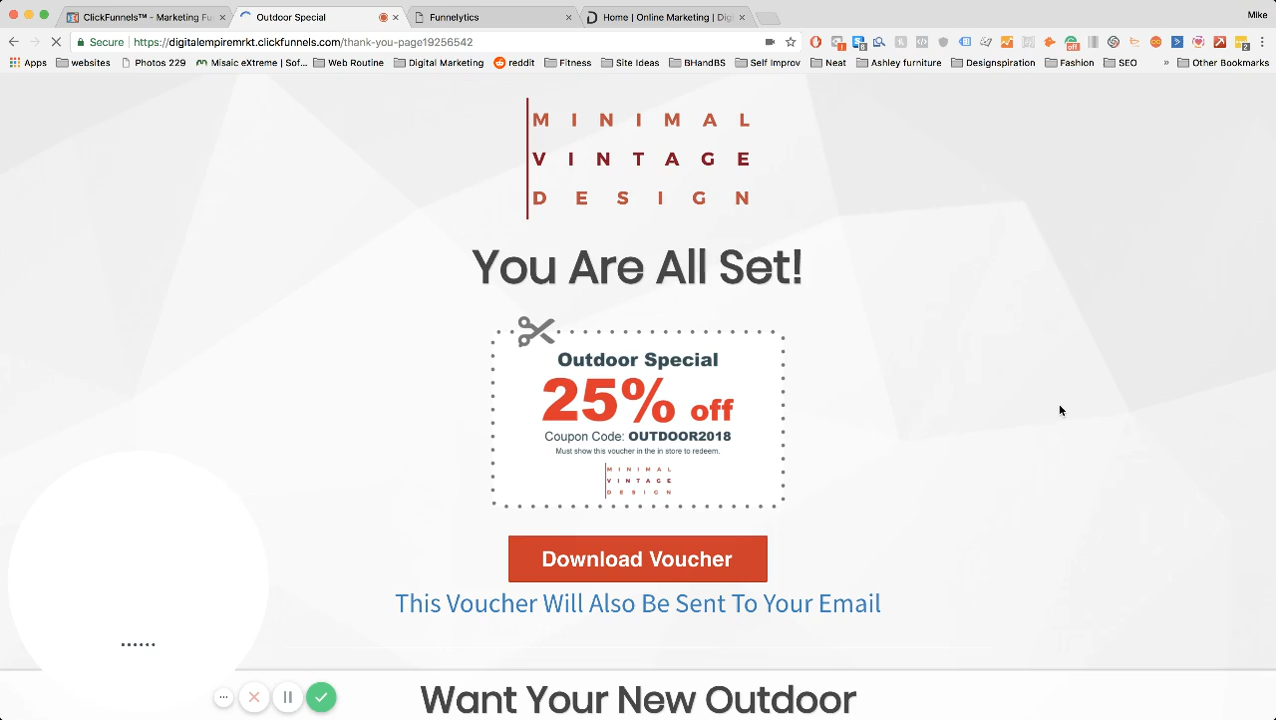 ClickFunnels™ - Marketing Fu
Outdoor Special
Funnelytics
Home | Online Marketing | Dig
Mike
Secure https://digitalempiremrkt.clickfunnels.com/thank-you-page19256542
Apps websites Photos 229 Misaic eXtreme | Sof... Web Routine Digital Marketing reddit Fitness Site Ideas BHandBS Self Improv Neat Ashley furniture Designspiration Fashion SEO » Other Bookmarks
MINIMAL
VINTAGE
DESIGN
You Are All Set!
Outdoor Special
25% off
Coupon Code: OUTDOOR2018
Must show this voucher in the in store to redeem.
MINIMAL
VINTAGE
DESIGN
Download Voucher
This Voucher Will Also Be Sent To Your Email
Want Your New Outdoor